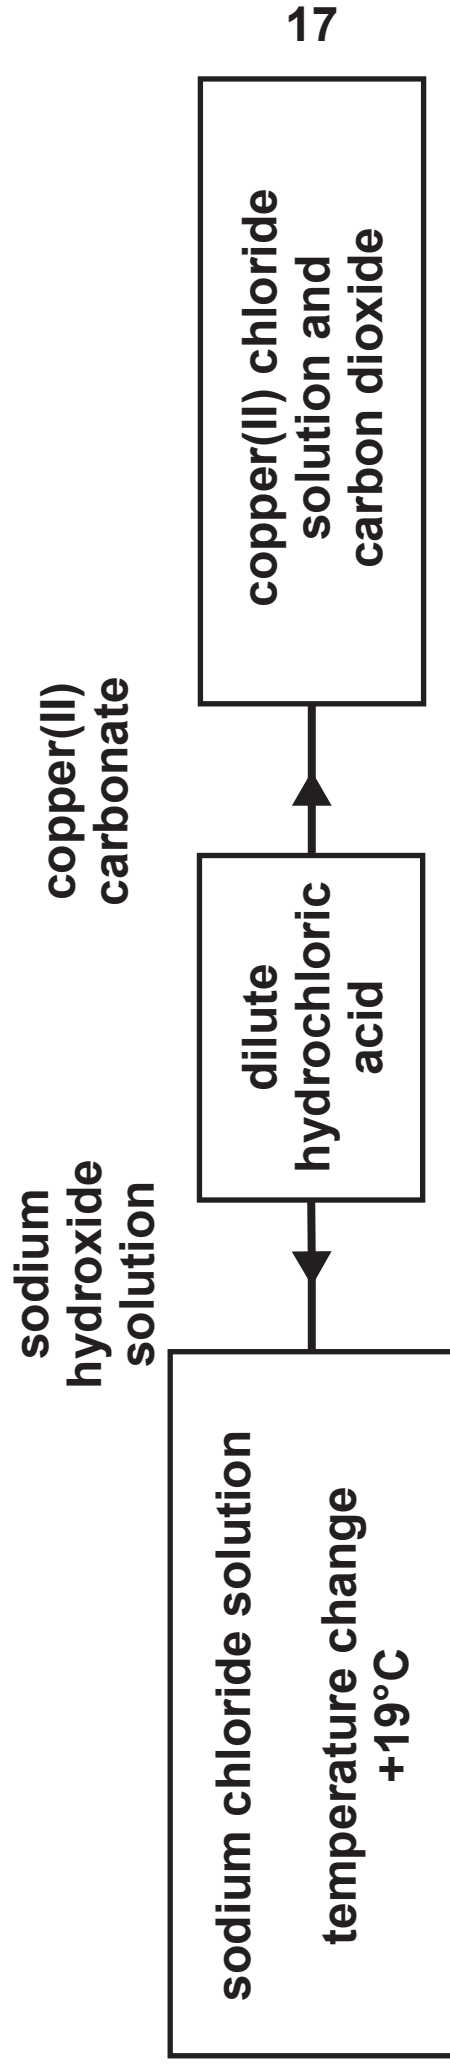 17
sodium
hydroxide
solution
copper(II)
carbonate
sodium chloride solution
temperature change
+19°C
dilute
hydrochloric
acid
copper(II) chloride
solution and
carbon dioxide